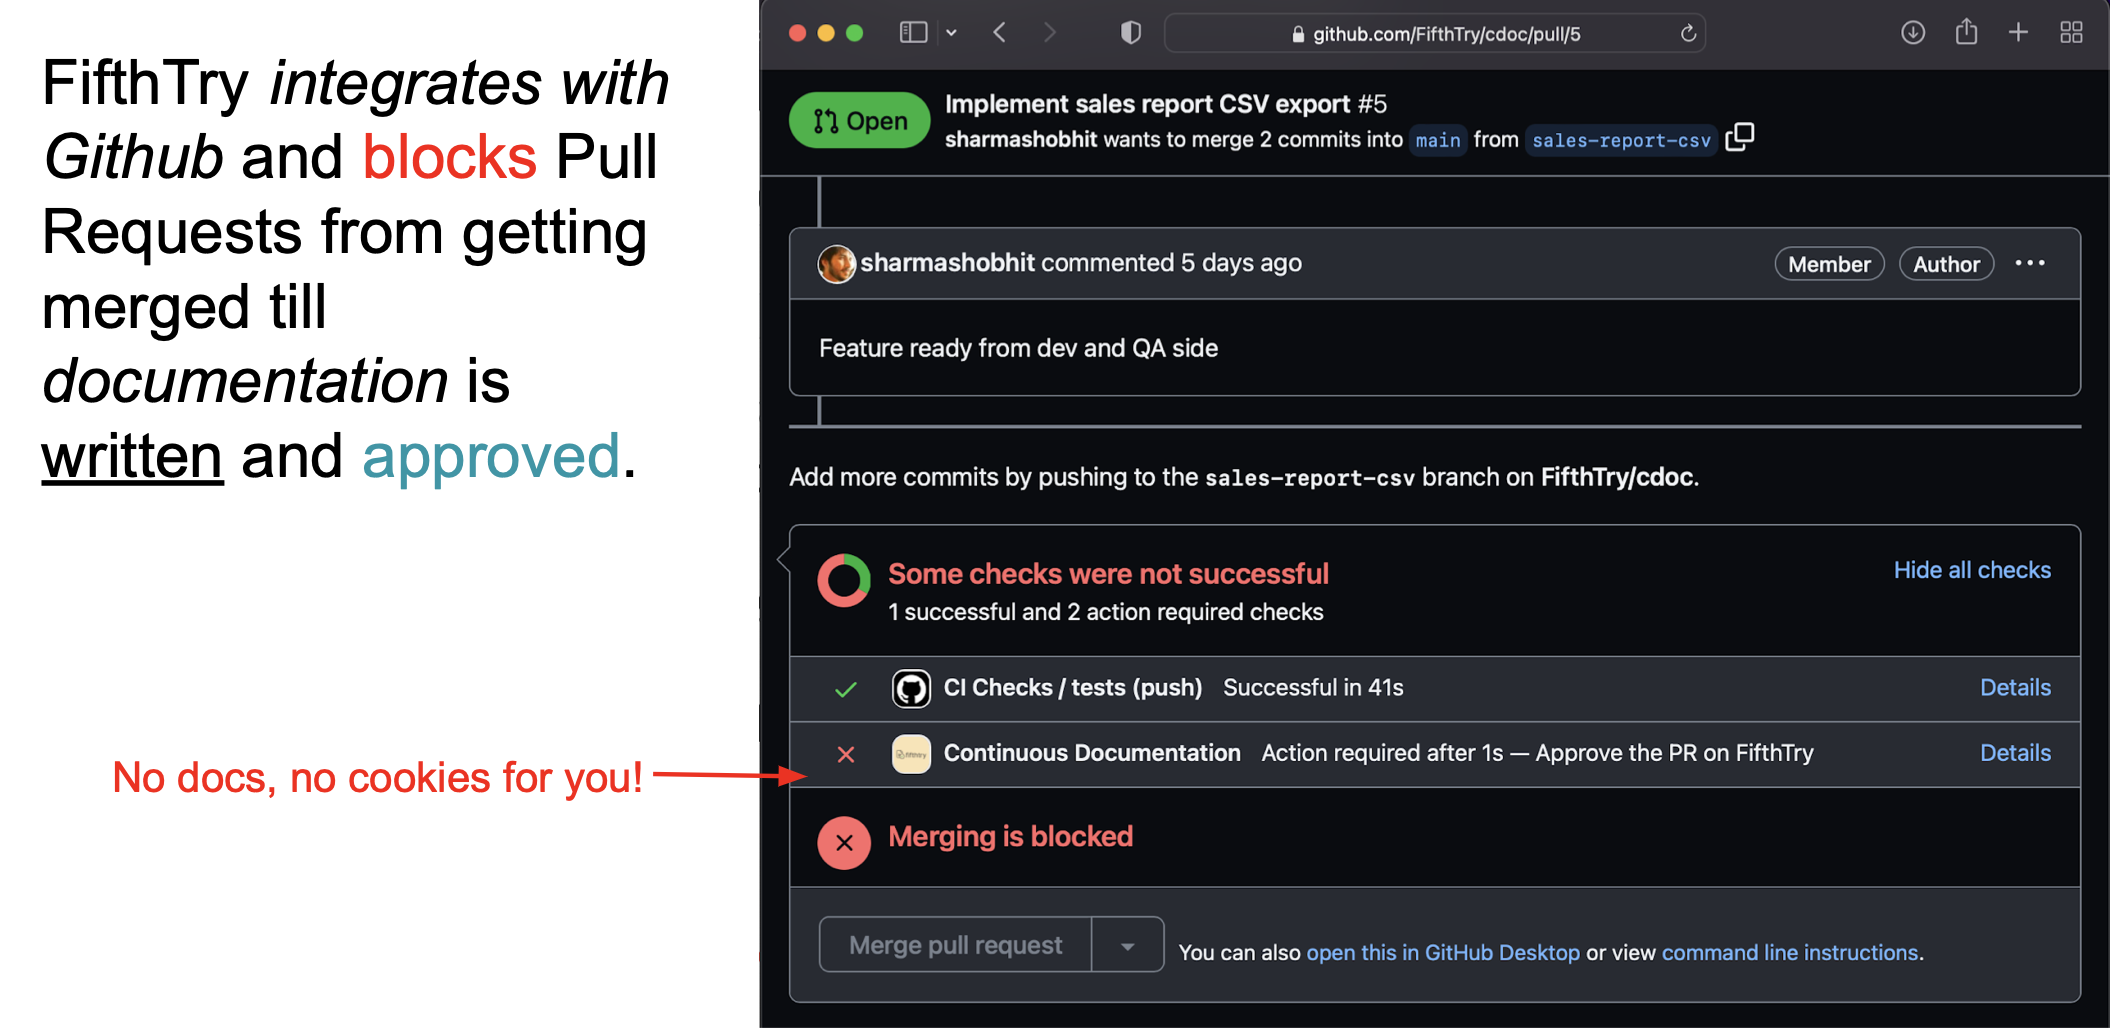 FifthTry integrates with
Github and blocks Pull
Requests from getting
merged till
documentation is
written and approved.
No docs, no cookies for you!
github.com/FifthTry/cdoc/pull/5
Open
Implement sales report CSV export #5
sharmashobhit wants to merge 2 commits into main from sales-report-csv
sharmashobhit commented 5 days ago
Member
Author
Feature ready from dev and QA side
Add more commits by pushing to the sales-report-csv branch on FifthTry/cdoc.
Some checks were not successful
Hide all checks
1 successful and 2 action required checks
CI Checks / tests (push) Successful in 41s
Details
fifthtry
Continuous Documentation Action required after 1s — Approve the PR on FifthTry
Details
Merging is blocked
Merge pull request
You can also open this in GitHub Desktop or view command line instructions.